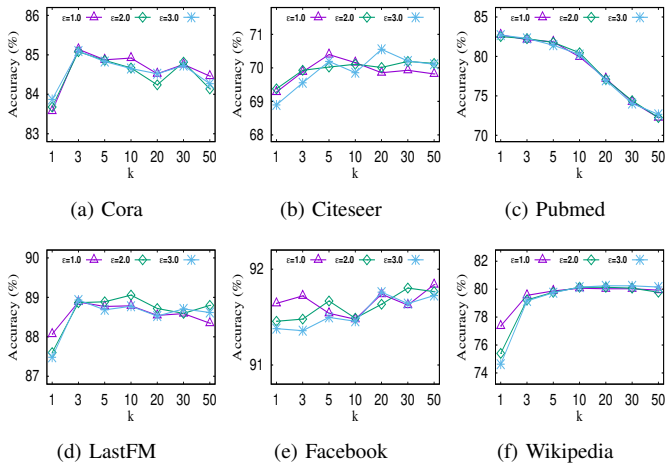 ε=1.0 ε=2.0 ε=3.0
Accuracy (%)
86
85
84
83
1 3 5 10 20 30 50
k
(a) Cora
ε=1.0 ε=2.0 ε=3.0
Accuracy (%)
72
71
70
69
68
1 3 5 10 20 30 50
k
(b) Citeseer
ε=1.0 ε=2.0 ε=3.0
Accuracy (%)
85
80
75
70
1 3 5 10 20 30 50
k
(c) Pubmed
ε=1.0 ε=2.0 ε=3.0
Accuracy (%)
90
89
88
87
1 3 5 10 20 30 50
k
(d) LastFM
ε=1.0 ε=2.0 ε=3.0
Accuracy (%)
92
91
1 3 5 10 20 30 50
k
(e) Facebook
ε=1.0 ε=2.0 ε=3.0
Accuracy (%)
82
80
78
76
74
1 3 5 10 20 30 50
k
(f) Wikipedia